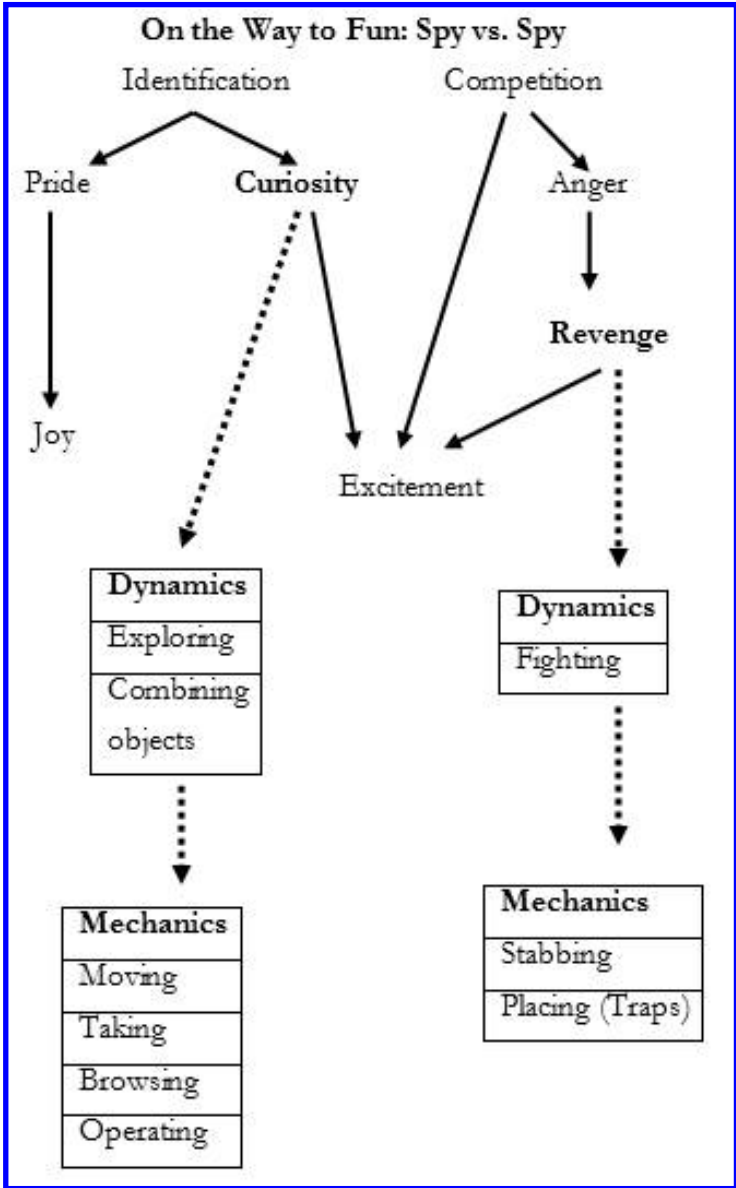 On the Way to Fun: Spy vs. Spy
Identification
Competition
Pride
Curiosity
Anger
Revenge
Joy
Excitement
Dynamics
Exploring
Combining
objects
Dynamics
Fighting
Mechanics
Moving
Taking
Browsing
Operating
Mechanics
Stabbing
Placing (Traps)